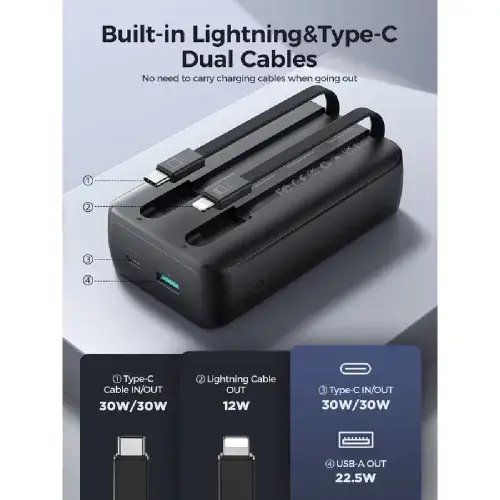 Built-in Lightning&Type-C
Dual Cables
No need to carry charging cables when going out
①
②
③
④
① Type-C
Cable IN/OUT
30W/30W
② Lightning Cable
OUT
12W
③ Type-C IN/OUT
30W/30W
④ USB-A OUT
22.5W